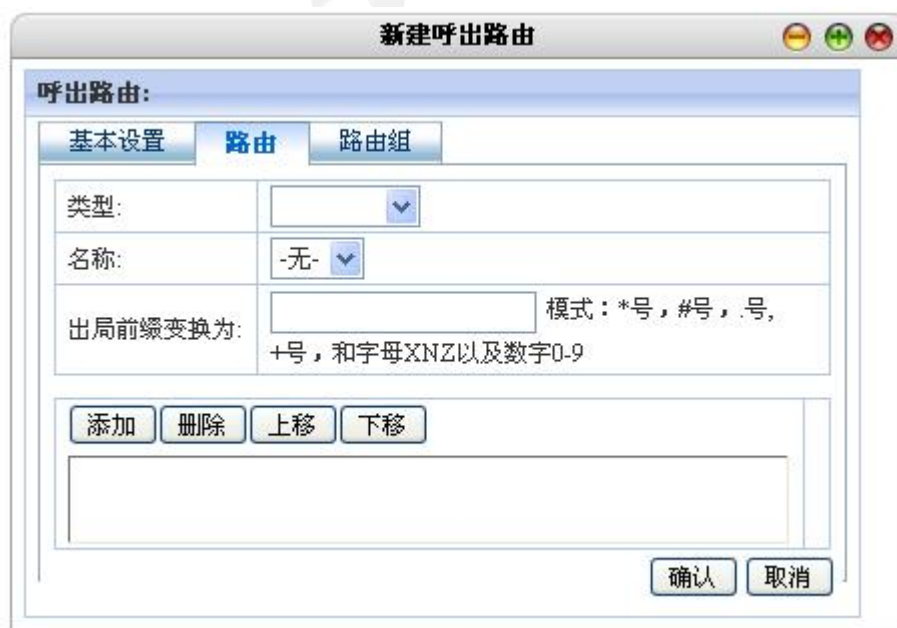 新建呼出路由
呼出路由:
基本设置 路由 路由组
类型:
名称: -无-
出局前缀变换为: 模式：*号，#号，.号,
+号，和字母XNZ以及数字0-9
添加 删除 上移 下移
确认 取消